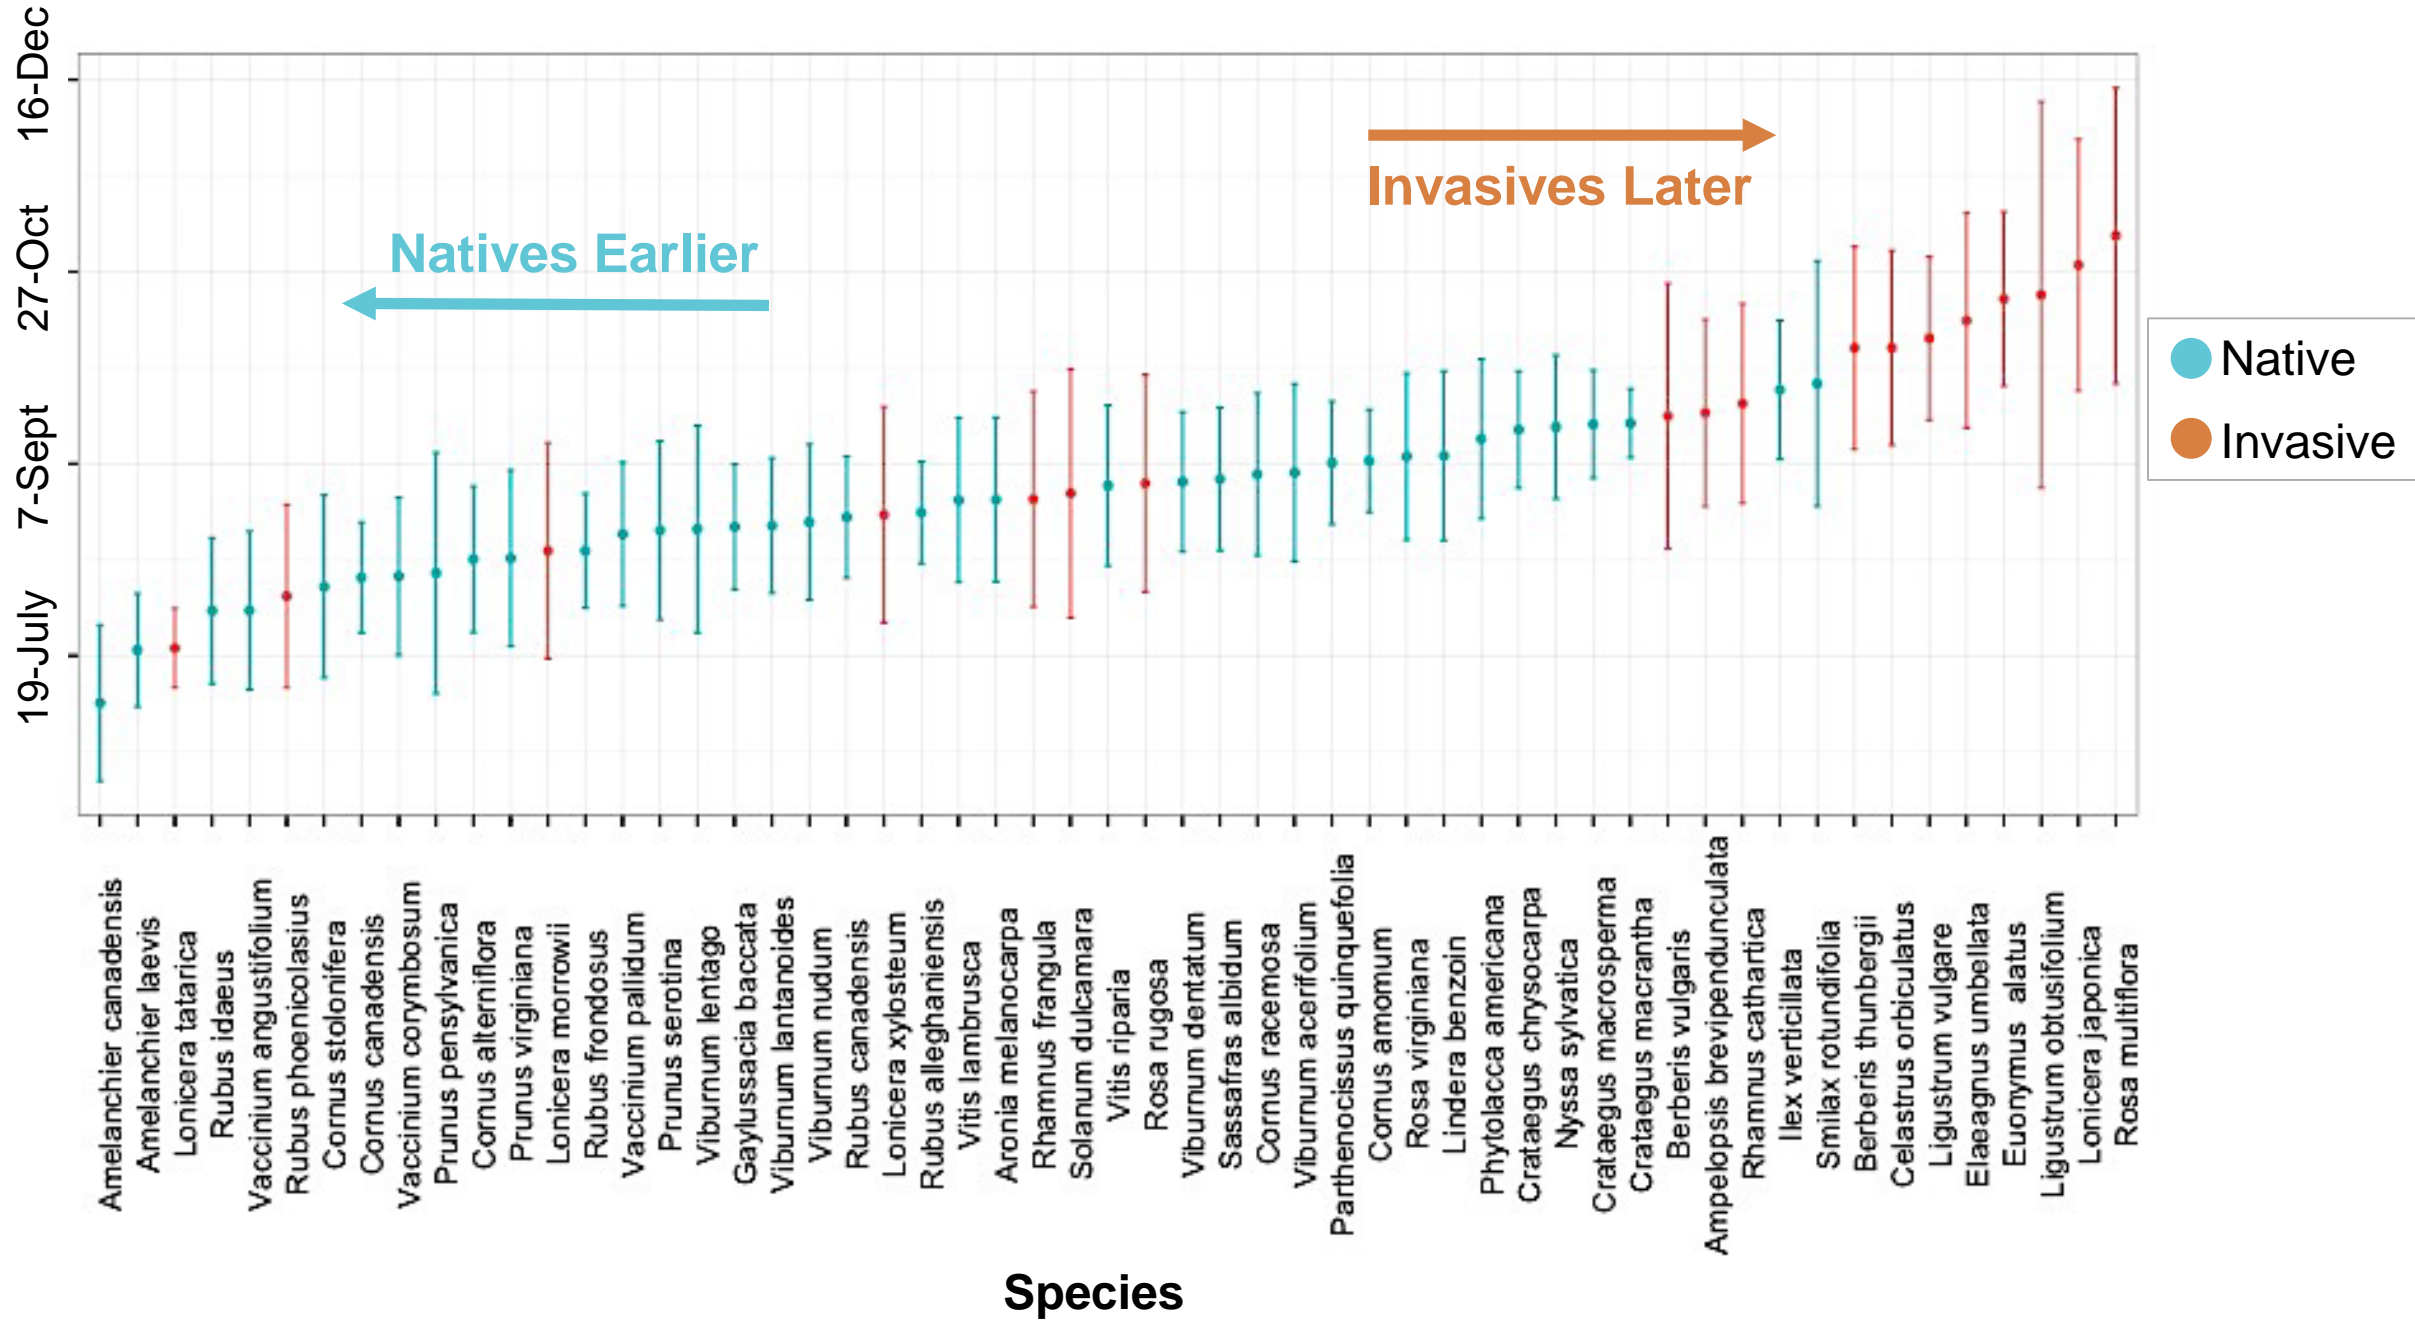 16-Dec
27-Oct
7-Sept
19-July
Natives Earlier
Invasives Later
Native
Invasive
Amelanchier canadensis
Amelanchier laevis
Lonicera tatarica
Rubus idaeus
Vaccinium angustifolium
Rubus phoenicolasius
Cornus stolonifera
Cornus canadensis
Vaccinium corymbosum
Prunus pensylvanica
Cornus alterniflora
Prunus virginiana
Lonicera morrowii
Rubus frondosus
Vaccinium pallidum
Prunus serotina
Viburnum lentago
Gaylussacia baccata
Viburnum lantanoides
Viburnum nudum
Rubus canadensis
Lonicera xylosteum
Rubus alleghaniensis
Vitis lambrusca
Aronia melanocarpa
Rhamnus frangula
Solanum dulcamara
Vitis riparia
Rosa rugosa
Viburnum dentatum
Sassafras albidum
Cornus racemosa
Viburnum acerifolium
Parthenocissus quinquefolia
Cornus amomum
Rosa virginiana
Lindera benzoin
Phytolacca americana
Crataegus chrysocarpa
Nyssa sylvatica
Crataegus macrosperma
Crataegus macrantha
Berberis vulgaris
Ampelopsis brevipendunculata
Rhamnus cathartica
Ilex verticillata
Smilax rotundifolia
Berberis thunbergii
Celastrus orbiculatus
Ligustrum vulgare
Elaeagnus umbellata
Euonymus alatus
Ligustrum obtusifolium
Lonicera japonica
Rosa multiflora
Species